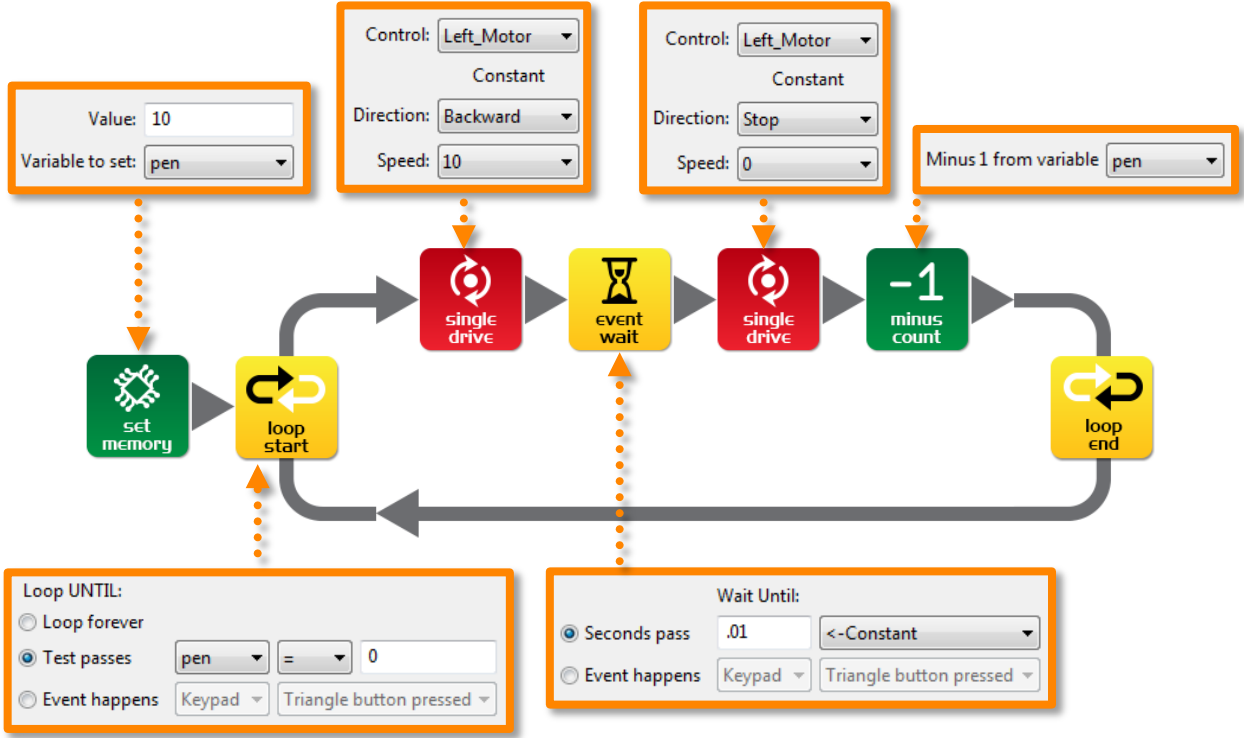 Value: 10
Variable to set: pen
Control: Left_Motor
Constant
Direction: Backward
Speed: 10
Control: Left_Motor
Constant
Direction: Stop
Speed: 0
Minus 1 from variable pen
set
memory
loop
start
single
drive
event
wait
single
drive
-1
minus
count
loop
end
Loop UNTIL:
Loop forever
Test passes pen = 0
Event happens Keypad Triangle button pressed
Wait Until:
Seconds pass .01 <-Constant
Event happens Keypad Triangle button pressed